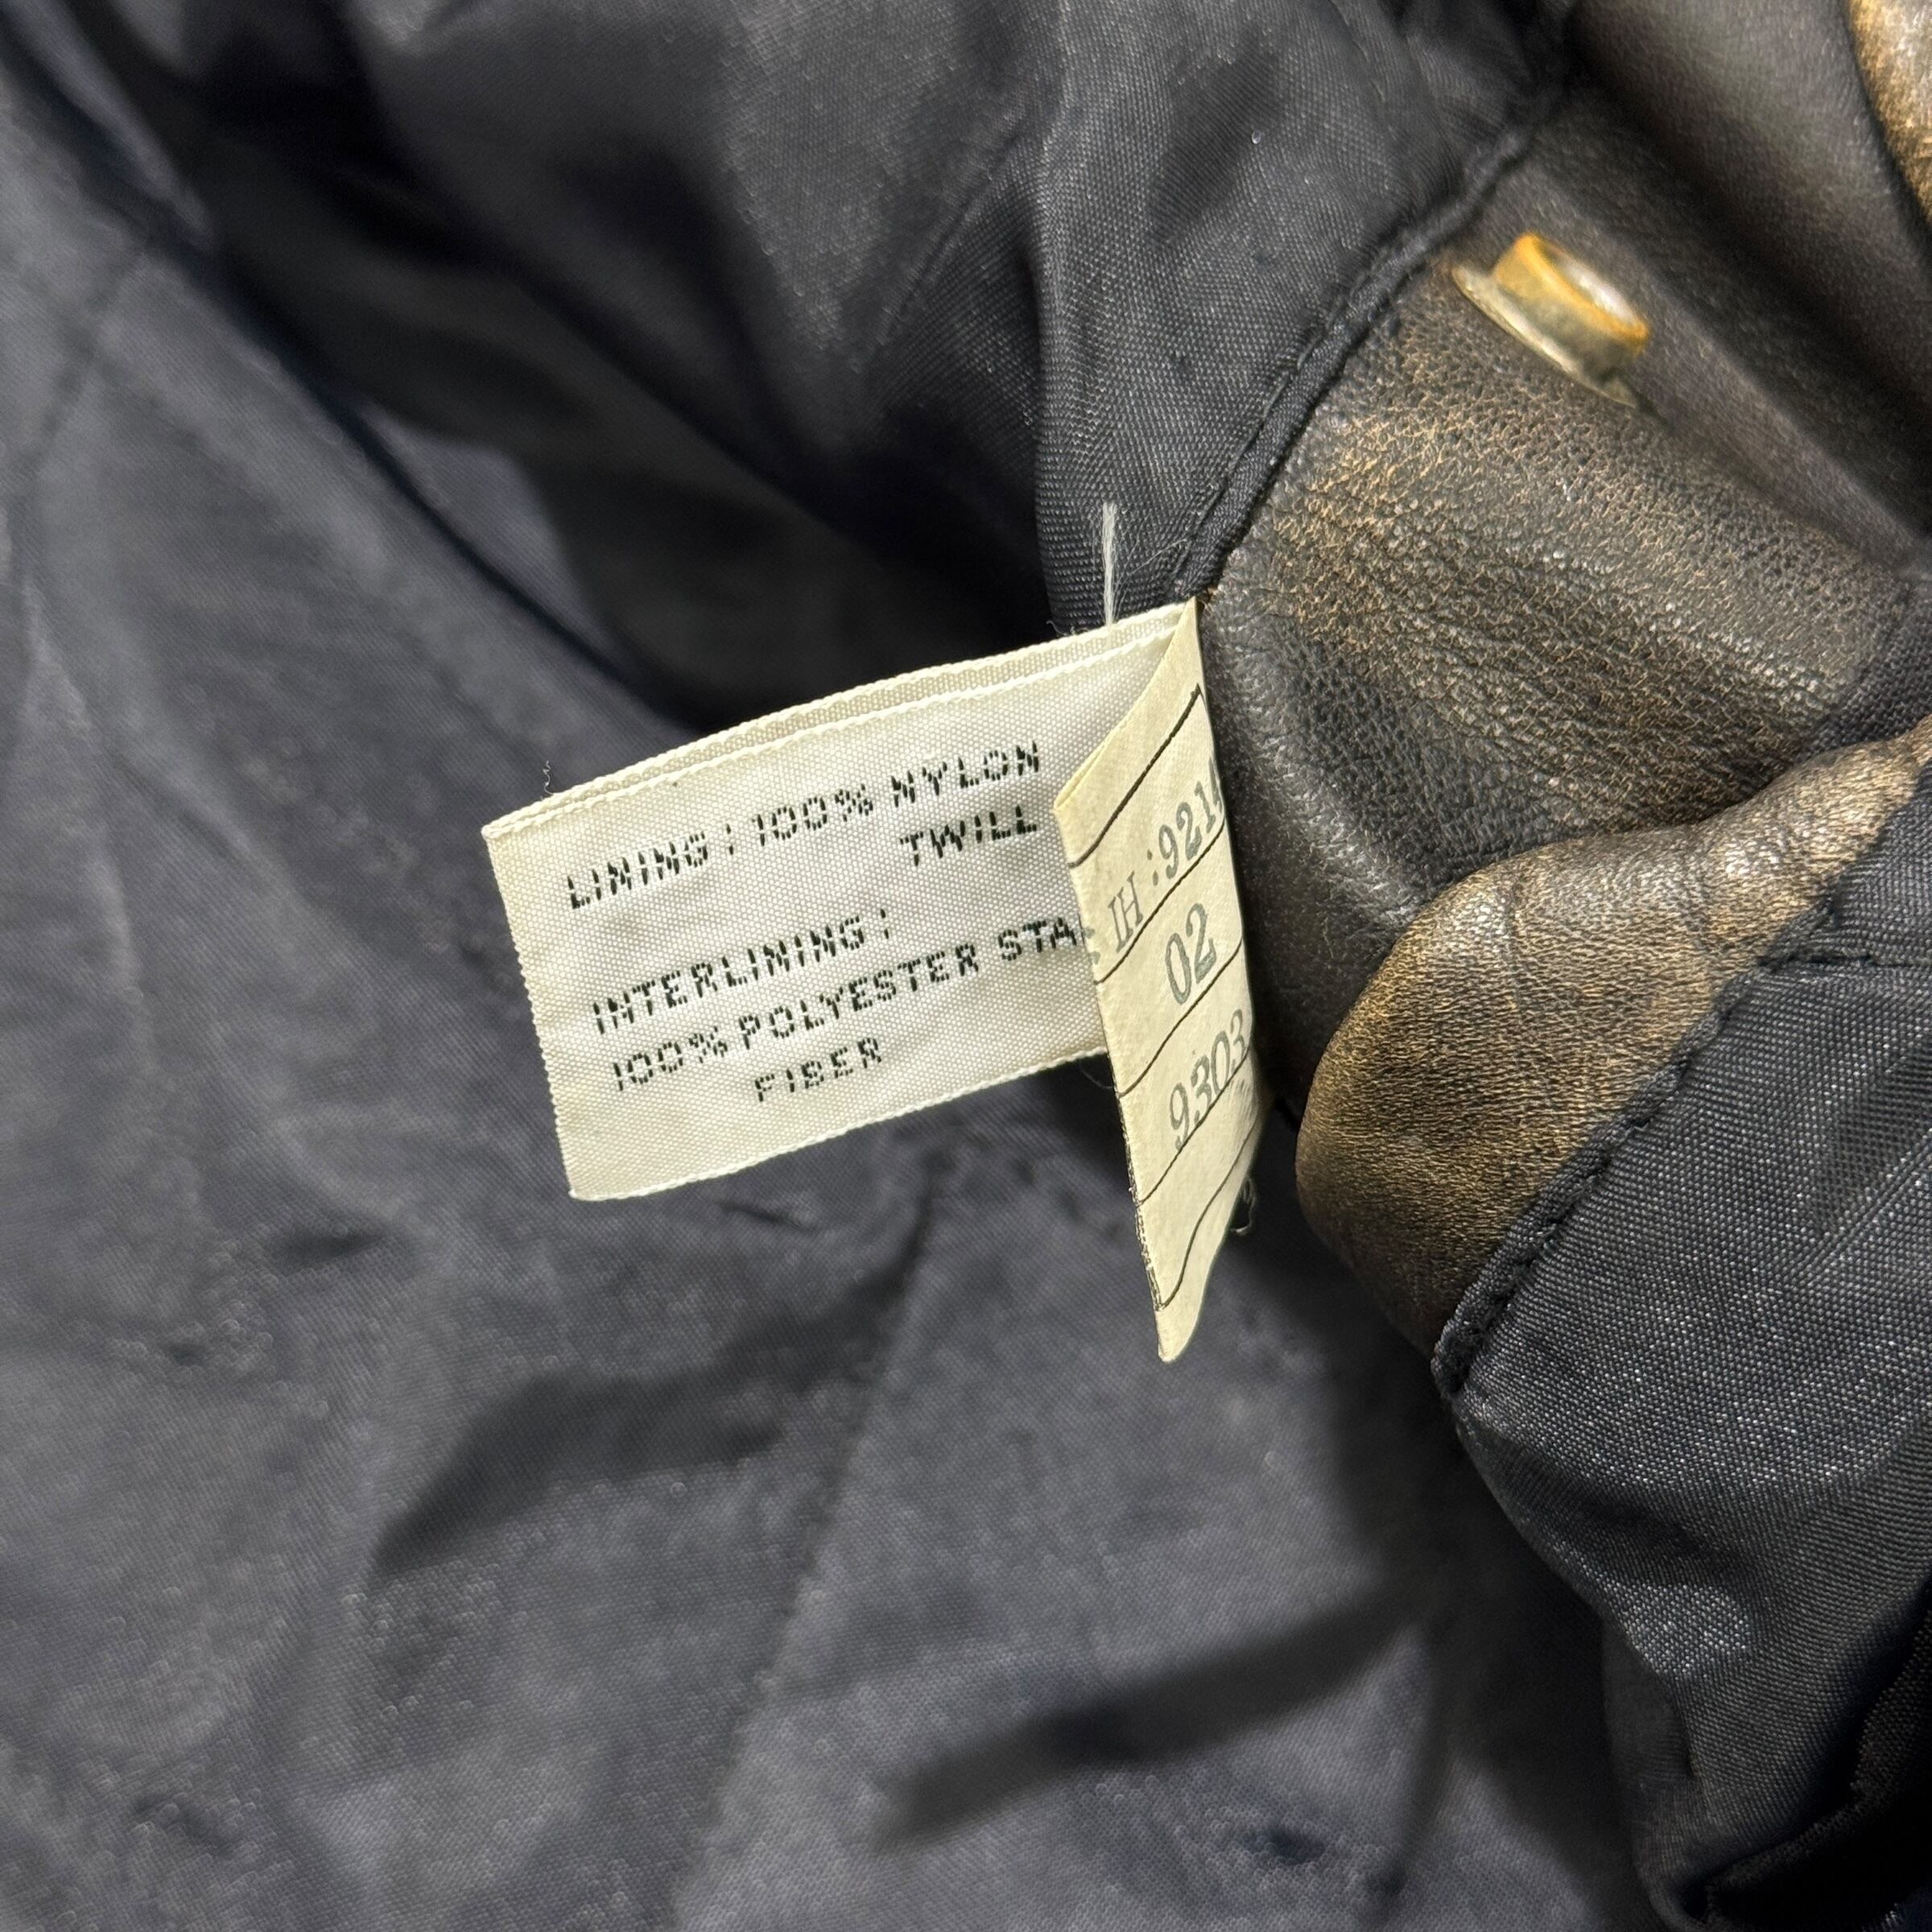 LINING : 100% NYLON
TWILL
INTERLINING :
100% POLYESTER STA
FIBER
IH : 921
02
9303